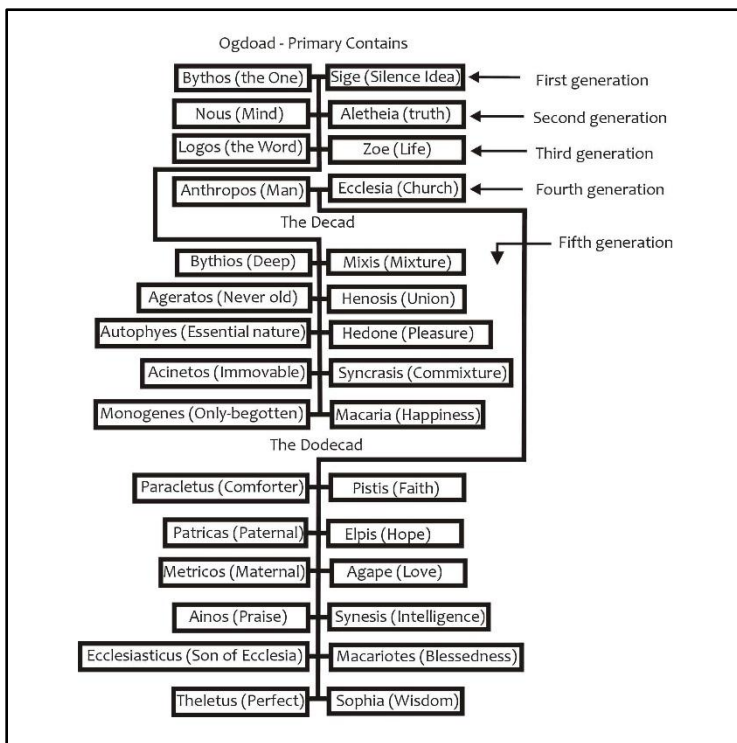 Ogdoad - Primary Contains
Bythos (the One) Sige (Silence Idea) First generation
Nous (Mind) Aletheia (truth) Second generation
Logos (the Word) Zoe (Life) Third generation
Anthropos (Man) Ecclesia (Church) Fourth generation
The Decad
Fifth generation
Bythios (Deep) Mixis (Mixture)
Ageratos (Never old) Henosis (Union)
Autophyes (Essential nature) Hedone (Pleasure)
Acinetos (Immovable) Syncrasis (Commixture)
Monogenes (Only-begotten) Macaria (Happiness)
The Dodecad
Paracletus (Comforter) Pistis (Faith)
Patricas (Paternal) Elpis (Hope)
Metricos (Maternal) Agape (Love)
Ainos (Praise) Synesis (Intelligence)
Ecclesiasticus (Son of Ecclesia) Macariotes (Blessedness)
Theletus (Perfect) Sophia (Wisdom)